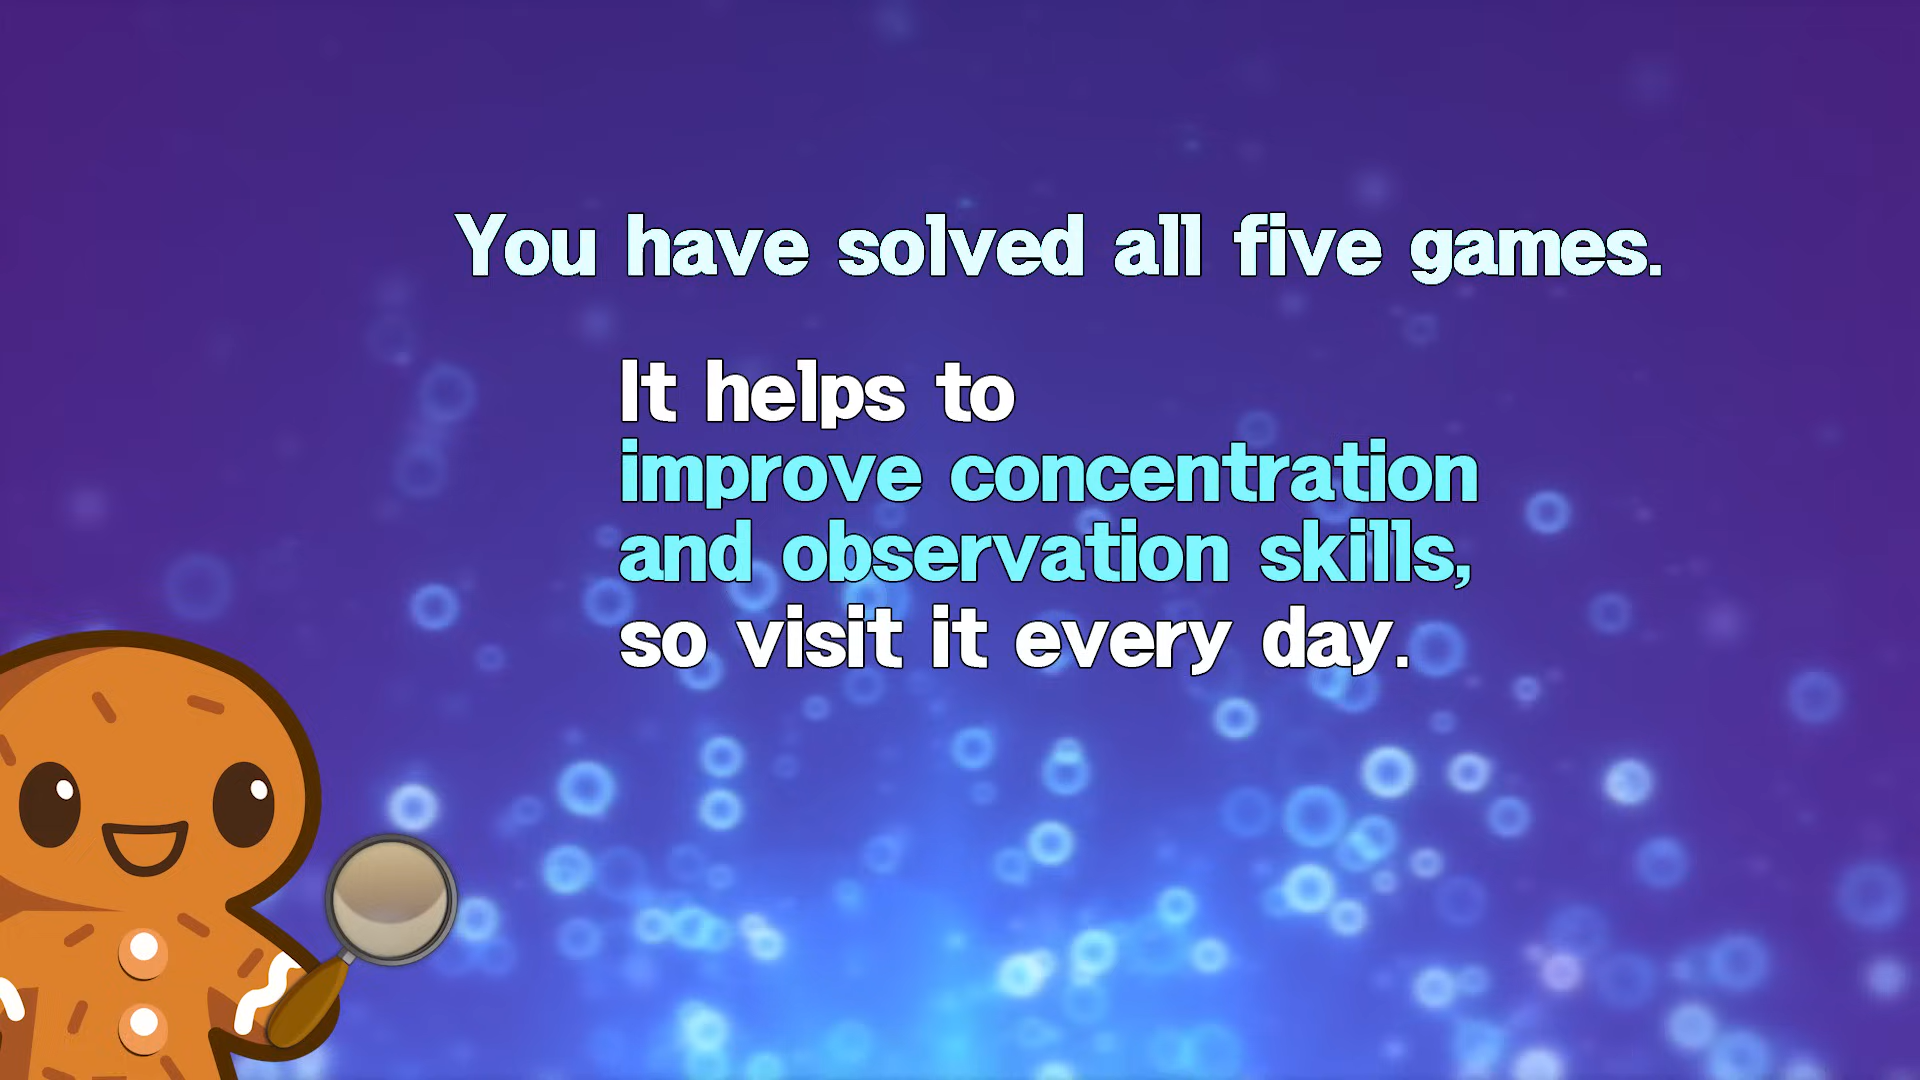 You have solved all five games.
It helps to
improve concentration
and observation skills,
so visit it every day.